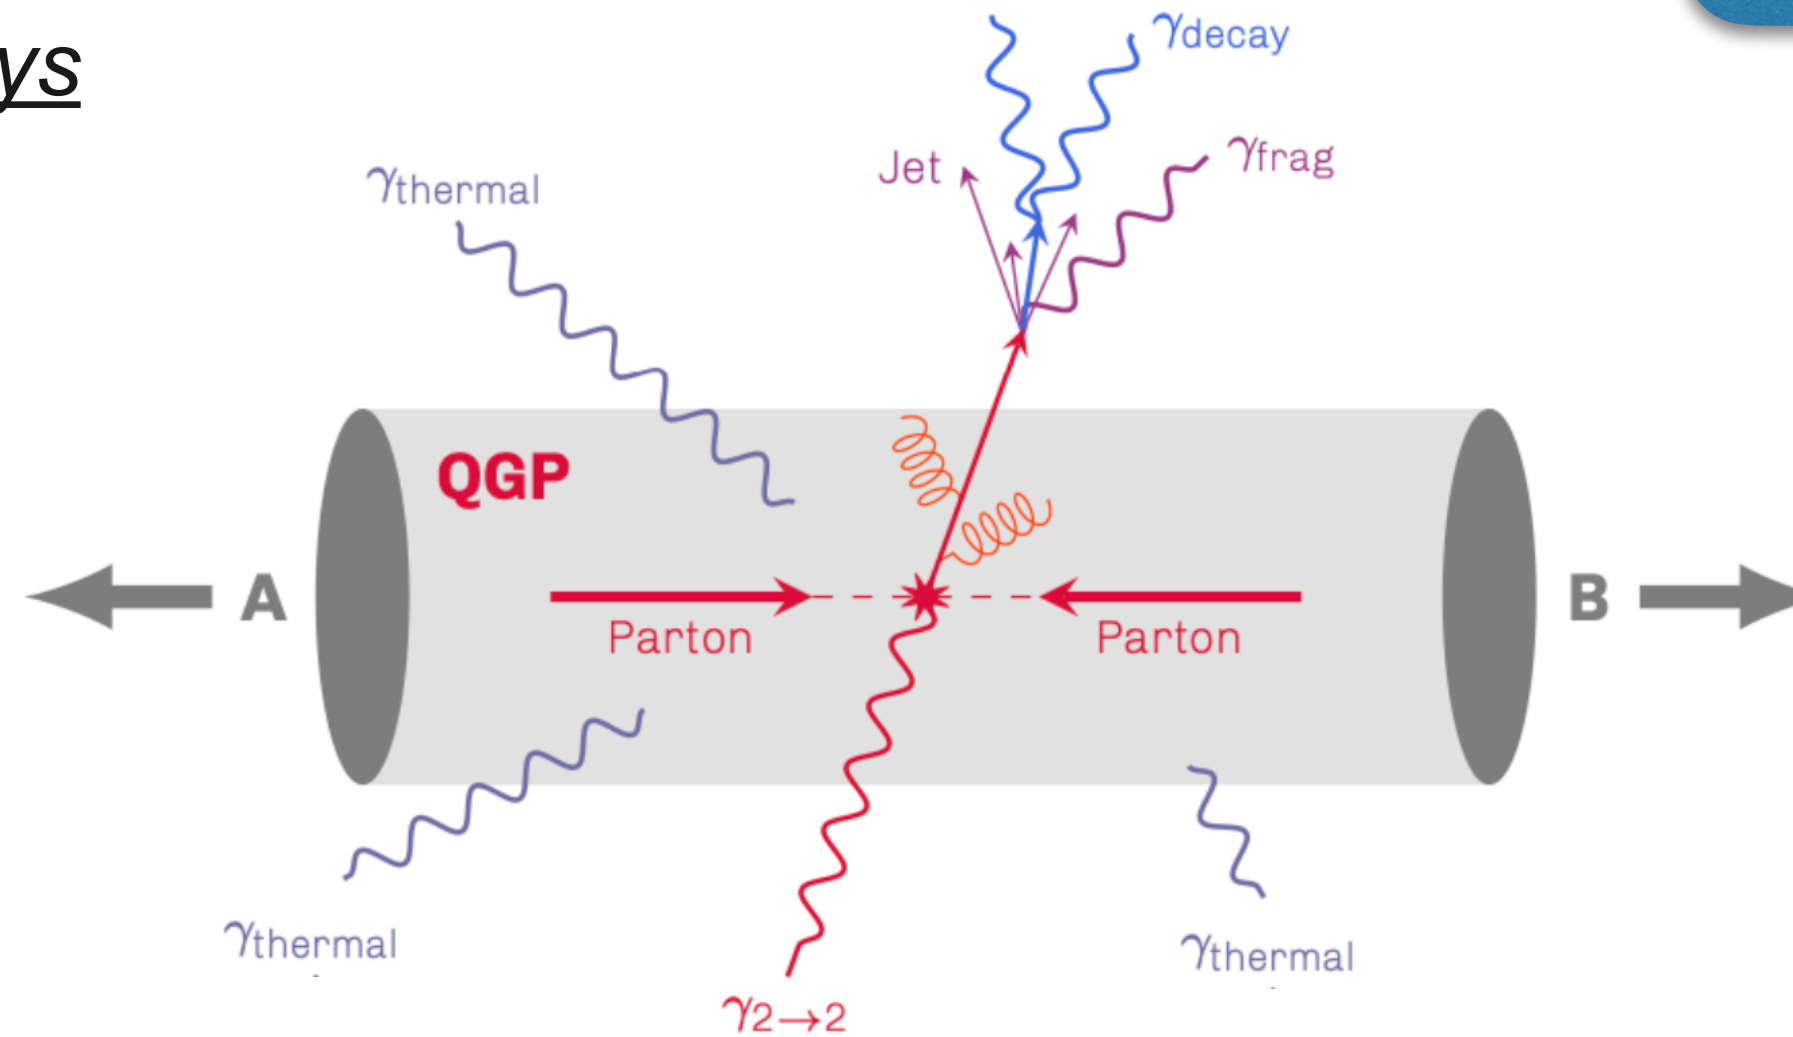 ys
γdecay
γfrag
Jet
γthermal
QGP
A
B
Parton
Parton
γthermal
γthermal
γ2→2